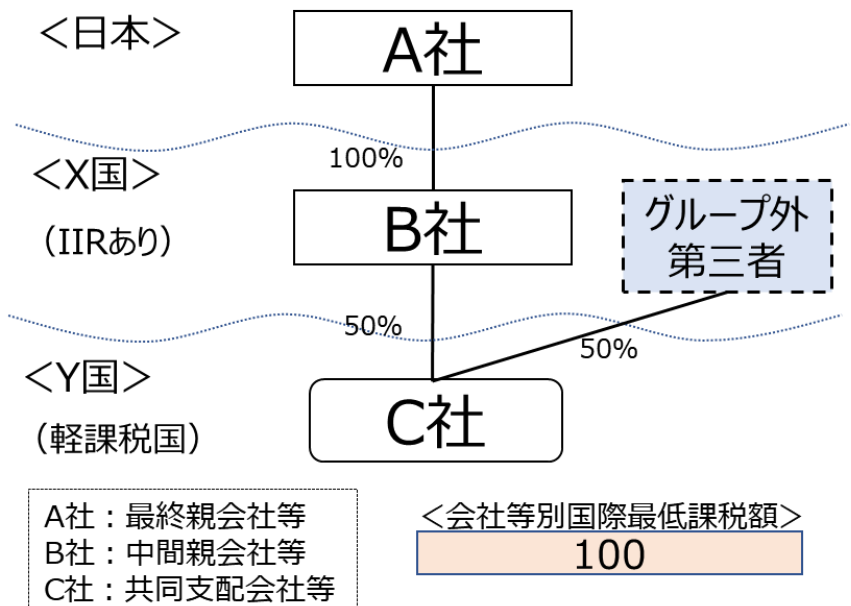 ＜日本＞
A社
100%
＜X国＞
（IIRあり）
B社
グループ外
第三者
50%
50%
＜Y国＞
（軽課税国）
C社
A社：最終親会社等
B社：中間親会社等
C社：共同支配会社等
＜会社等別国際最低課税額＞
100